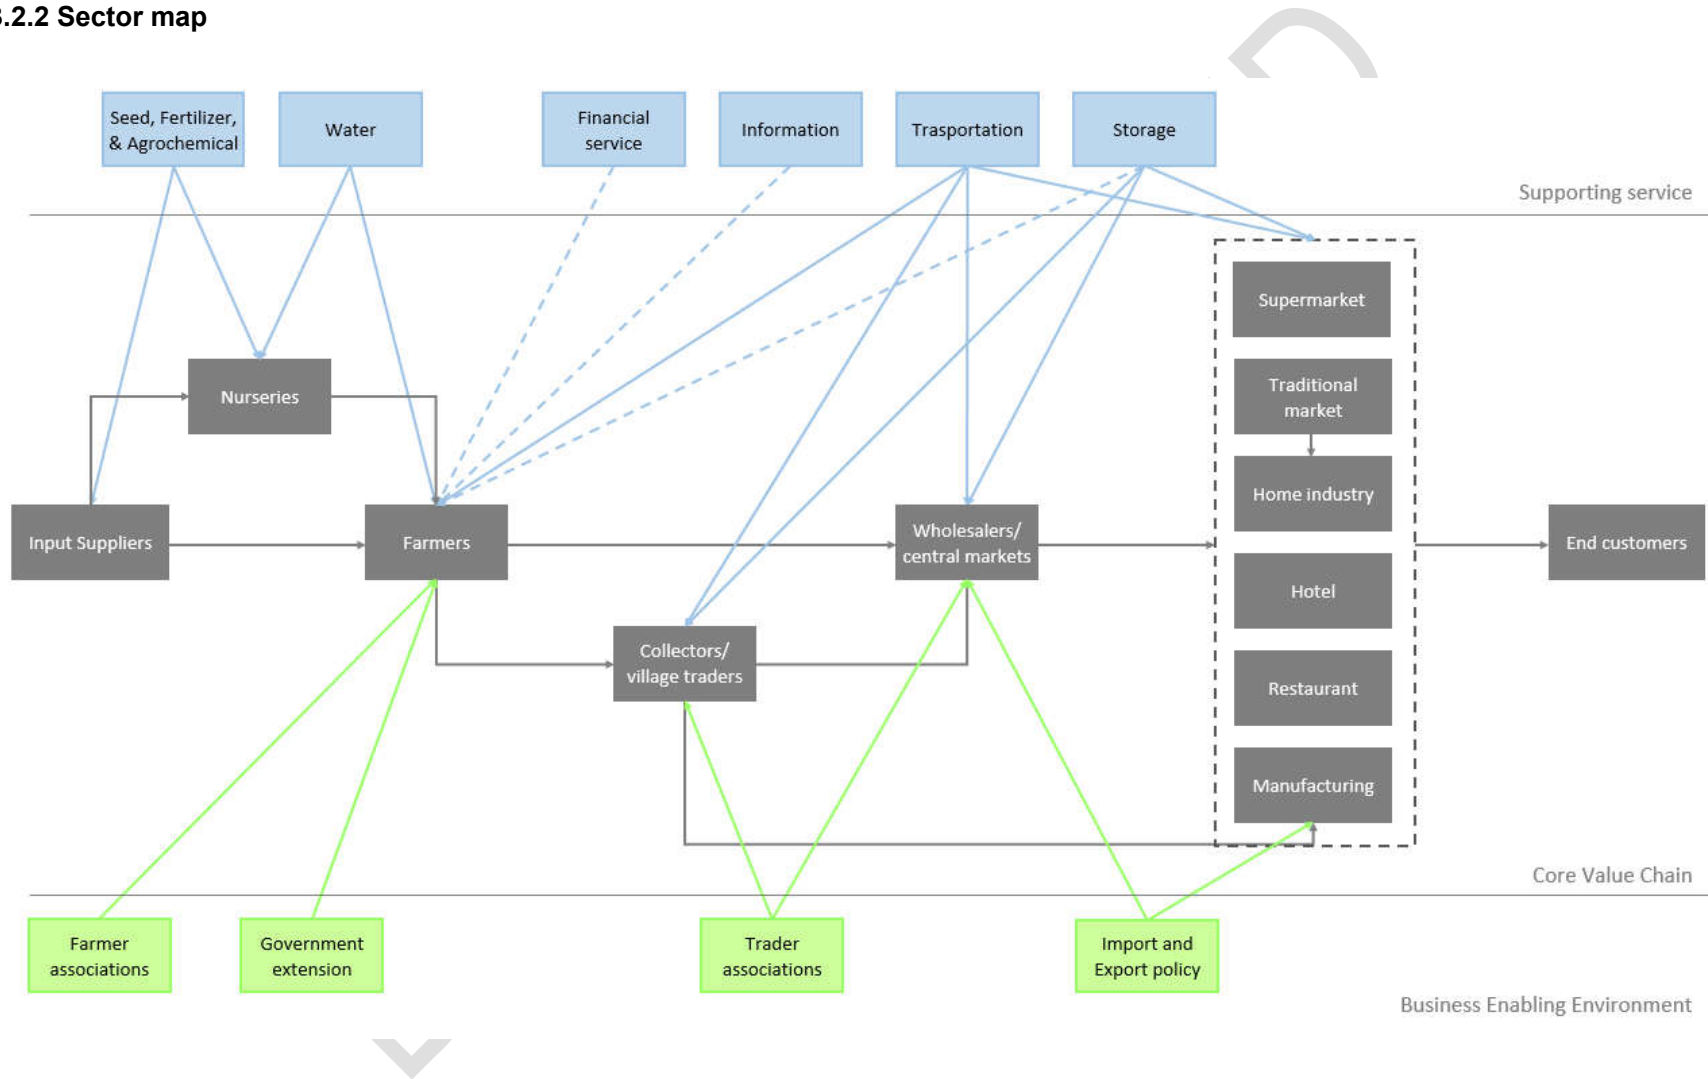 3.2.2 Sector map
Seed, Fertilizer,
& Agrochemical
Water
Financial
service
Information
Trasportation
Storage
Supporting service
Supermarket
Nurseries
Traditional
market
Home industry
Input Suppliers
Farmers
Wholesalers/
central markets
End customers
Hotel
Collectors/
village traders
Restaurant
Manufacturing
Core Value Chain
Farmer
associations
Government
extension
Trader
associations
Import and
Export policy
Business Enabling Environment